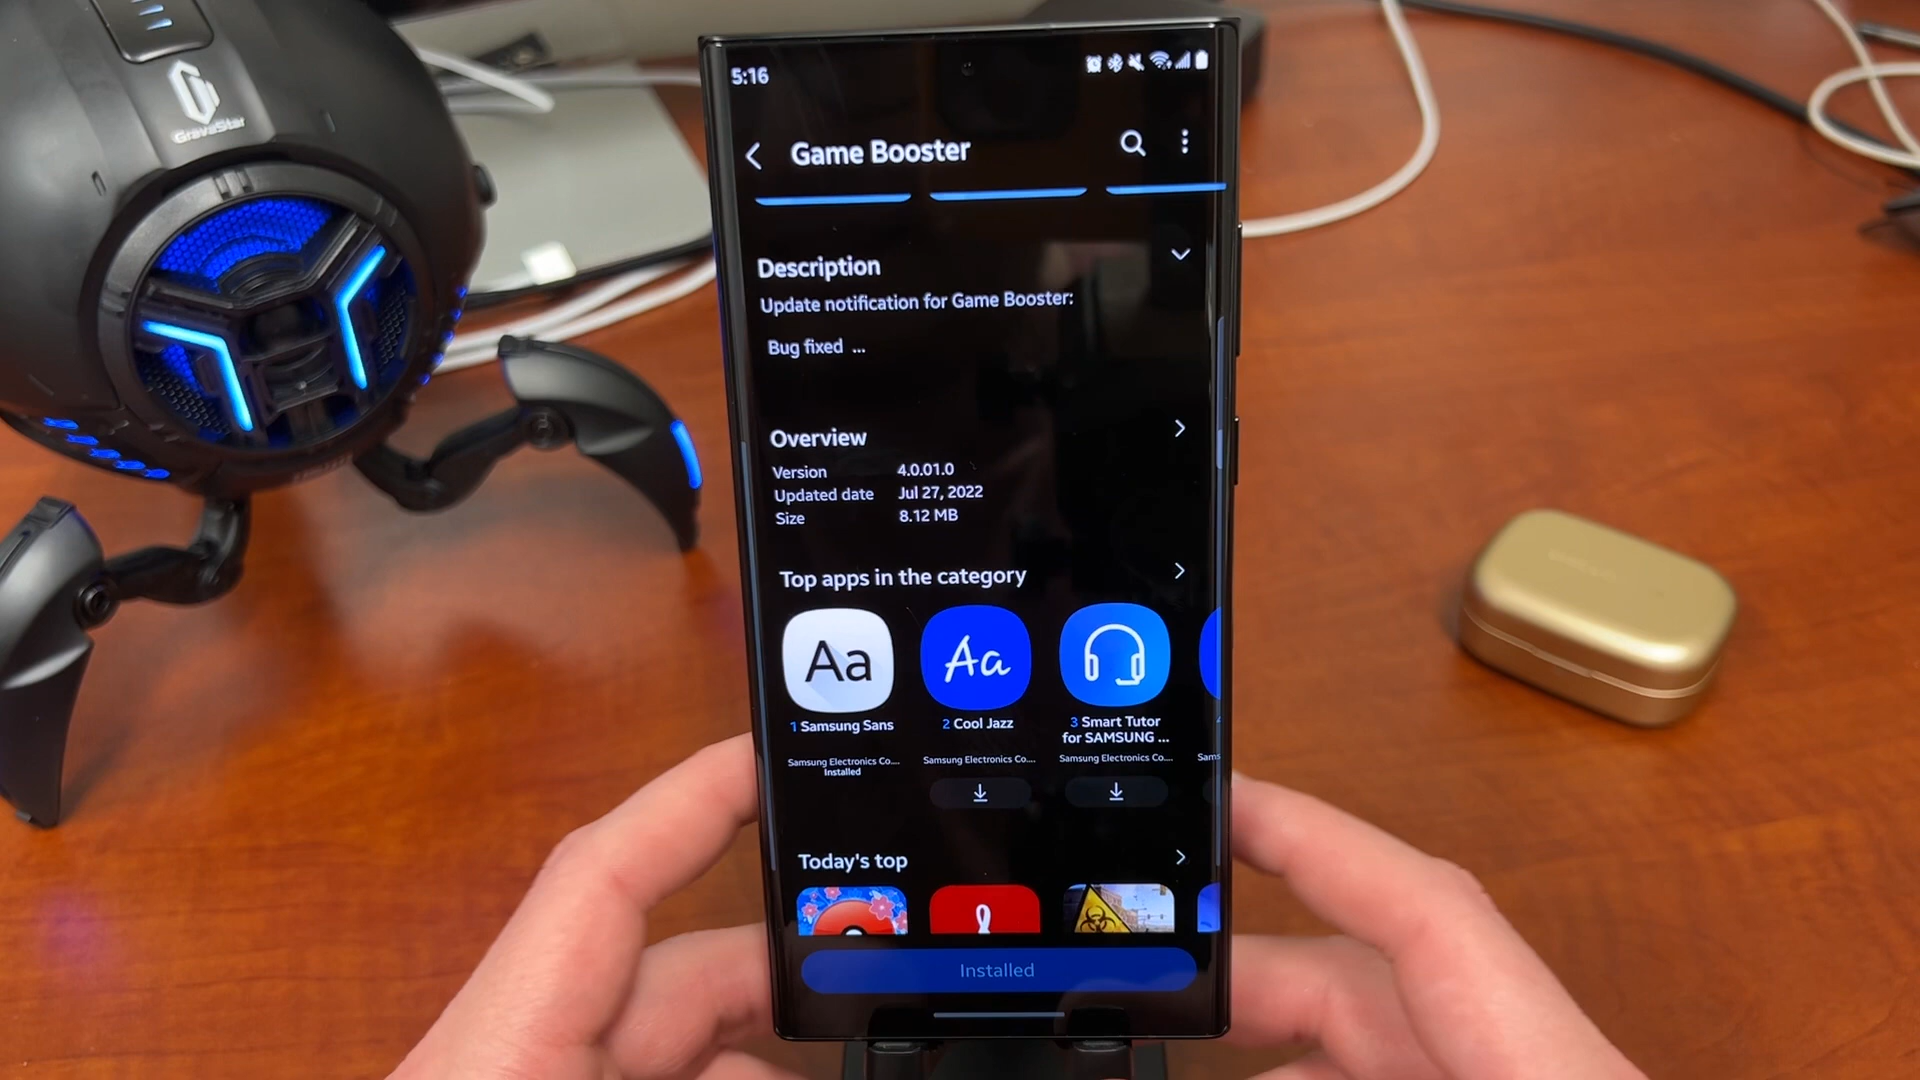 GravaStar
5:16
Game Booster
Description
Update notification for Game Booster:
Bug fixed ...
Overview
Version 4.0.01.0
Updated date Jul 27, 2022
Size 8.12 MB
Top apps in the category
Aa
Aa
1 Samsung Sans
2 Cool Jazz
3 Smart Tutor
for SAMSUNG ...
Samsung Electronics Co....
Installed
Samsung Electronics Co....
Samsung Electronics Co....
Sams
Today's top
Installed